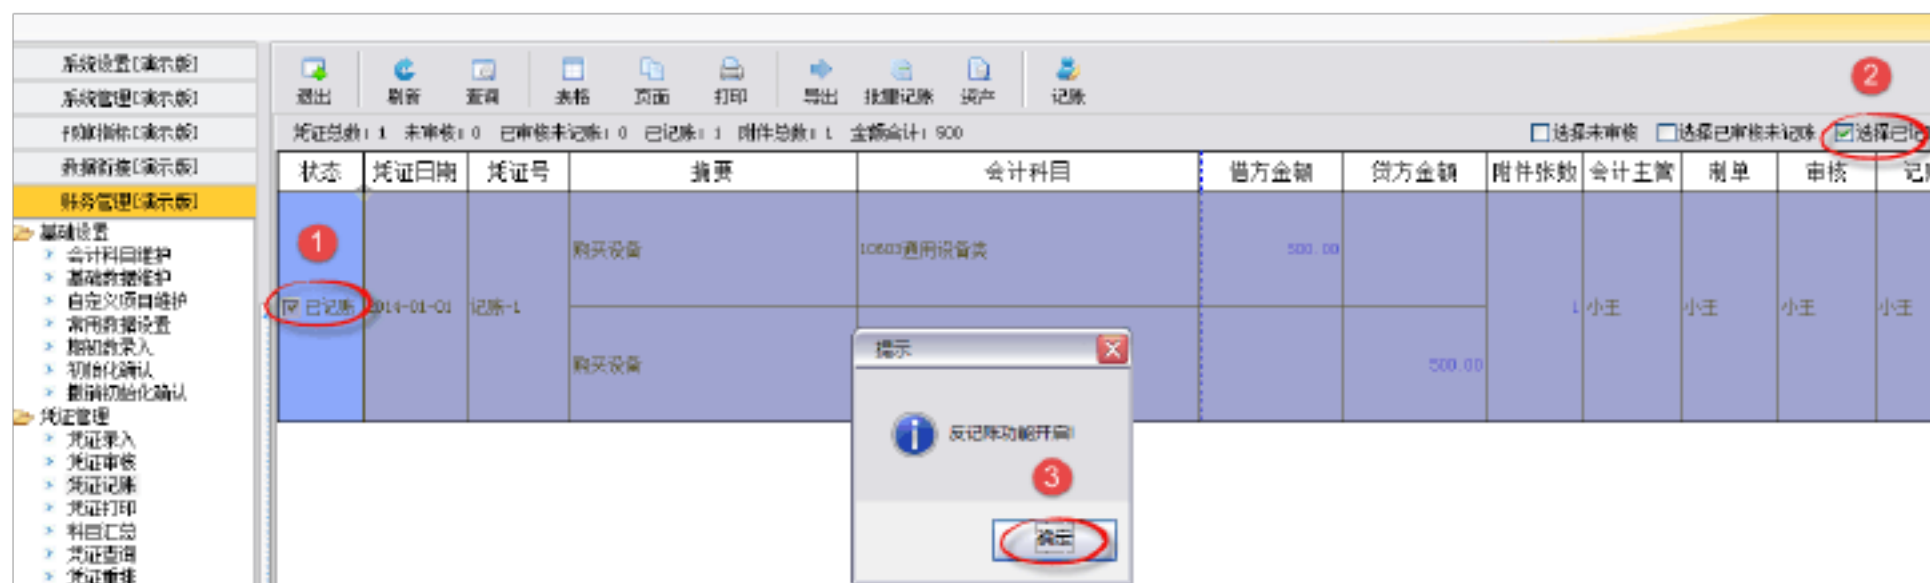 系统设置[演示版]
系统管理[演示版]
预算指标[演示版]
数据衔接[演示版]
账务管理[演示版]
基础设置
会计科目维护
基础数据维护
自定义项目维护
常用数据设置
期初数录入
初始化确认
撤销初始化确认
凭证管理
凭证录入
凭证审核
凭证记账
凭证打印
科目汇总
凭证查询
凭证重排
退出 刷新 查询 表格 页面 打印 导出 批量记账 资产 记账
2
凭证总数: 1 未审核: 0 已审核未记账: 0 已记账: 1 附件总数: 1 金额合计: 500
选择未审核 选择已审核未记账 选择已记
状态 凭证日期 凭证号 摘要 会计科目 借方金额 贷方金额 附件张数 会计主管 制单 审核 记账
1
购买设备 10603通用设备类 500.00
已记账 2014-01-01 记账-1 1 小王 小王 小王 小王
购买设备 500.00
提示
反记账功能开启!
3
确定